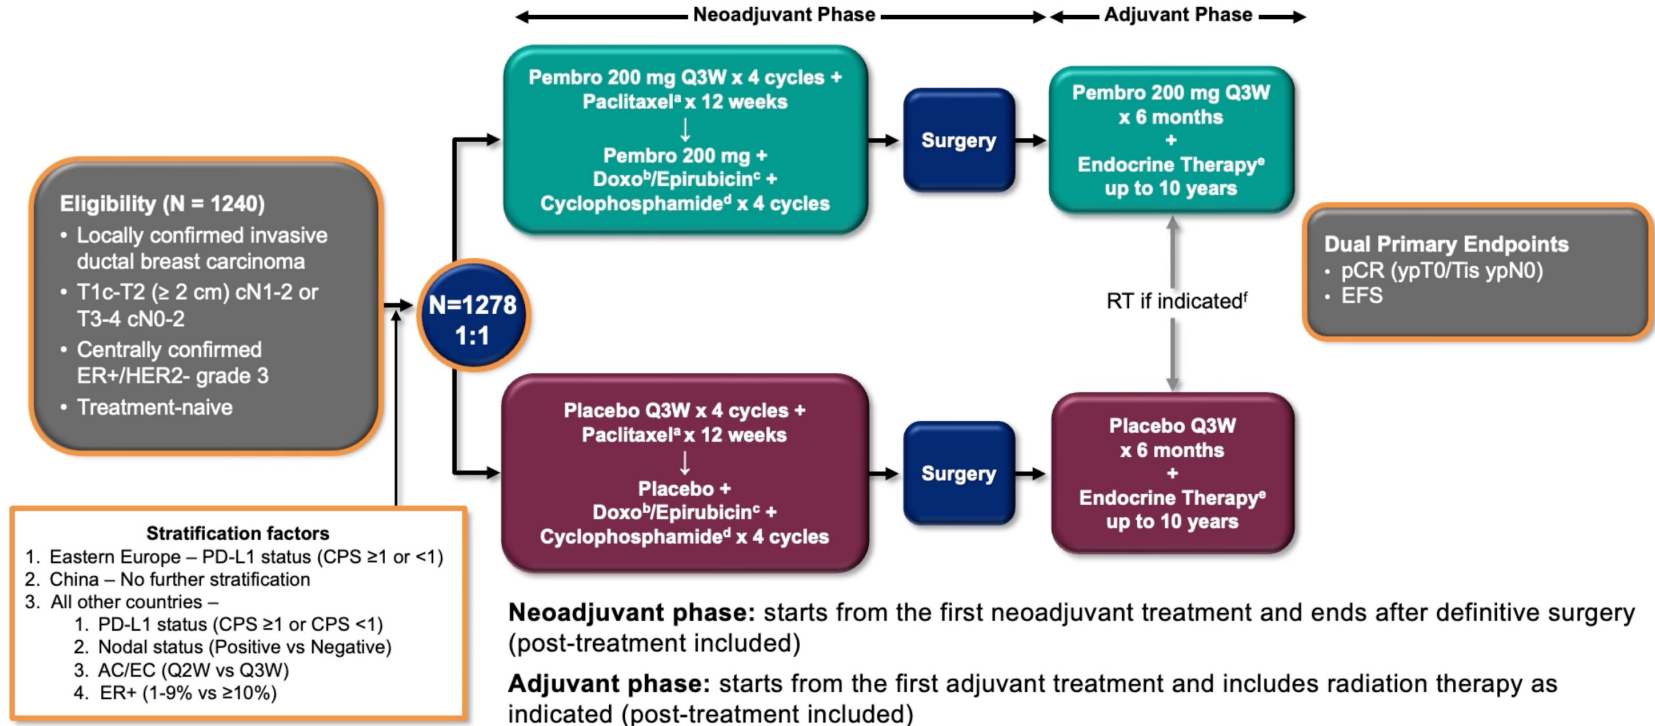 Neoadjuvant Phase
Adjuvant Phase
Eligibility (N = 1240)
• Locally confirmed invasive
ductal breast carcinoma
• T1c-T2 (≥ 2 cm) cN1-2 or
T3-4 cN0-2
• Centrally confirmed
ER+/HER2- grade 3
• Treatment-naive
N=1278
1:1
Pembro 200 mg Q3W x 4 cycles +
Paclitaxelᵃ x 12 weeks
↓
Pembro 200 mg +
Doxoᵇ/Epirubicinᶜ +
Cyclophosphamideᵈ x 4 cycles
Surgery
Pembro 200 mg Q3W
x 6 months
+
Endocrine Therapyᵉ
up to 10 years
RT if indicatedᶠ
Placebo Q3W x 4 cycles +
Paclitaxelᵃ x 12 weeks
↓
Placebo +
Doxoᵇ/Epirubicinᶜ +
Cyclophosphamideᵈ x 4 cycles
Surgery
Placebo Q3W
x 6 months
+
Endocrine Therapyᵉ
up to 10 years
Dual Primary Endpoints
• pCR (ypT0/Tis ypN0)
• EFS
Stratification factors
1. Eastern Europe – PD-L1 status (CPS ≥1 or <1)
2. China – No further stratification
3. All other countries –
1. PD-L1 status (CPS ≥1 or CPS <1)
2. Nodal status (Positive vs Negative)
3. AC/EC (Q2W vs Q3W)
4. ER+ (1-9% vs ≥10%)
Neoadjuvant phase: starts from the first neoadjuvant treatment and ends after definitive surgery
(post-treatment included)
Adjuvant phase: starts from the first adjuvant treatment and includes radiation therapy as
indicated (post-treatment included)